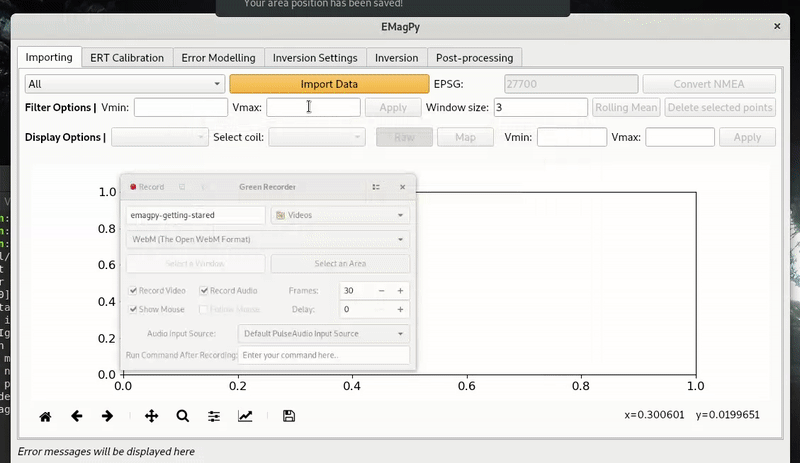 Your area position has been saved!
EMagPy
Importing ERT Calibration Error Modelling Inversion Settings Inversion Post-processing
All Import Data EPSG: 27700 Convert NMEA
Filter Options | Vmin: Vmax: Apply Window size: 3 Rolling Mean Delete selected points
Display Options | Select coil: Raw Map Vmin: Vmax: Apply
Record Green Recorder
1.0
emagpy-getting-stared Videos
0.8
WebM (The Open WebM Format)
0.6
Select a Window Select an Area
0.4
Record Video Record Audio Frames: 30
Show Mouse Follow Mouse Delay: 0
0.2
Audio Input Source: Default PulseAudio Input Source
Run Command After Recording: Enter your command here..
0.0
0.0 0.2 0.4 0.6 0.8 1.0
x=0.300601 y=0.0199651
Error messages will be displayed here